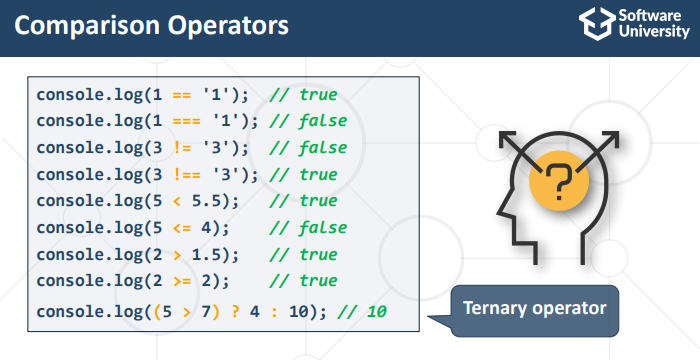 Comparison Operators
Software
University
console.log(1 == '1');  // true
console.log(1 === '1'); // false
console.log(3 != '3');  // false
console.log(3 !== '3'); // true
console.log(5 < 5.5);   // true
console.log(5 <= 4);    // false
console.log(2 > 1.5);   // true
console.log(2 >= 2);    // true
console.log((5 > 7) ? 4 : 10); // 10
?
Ternary operator